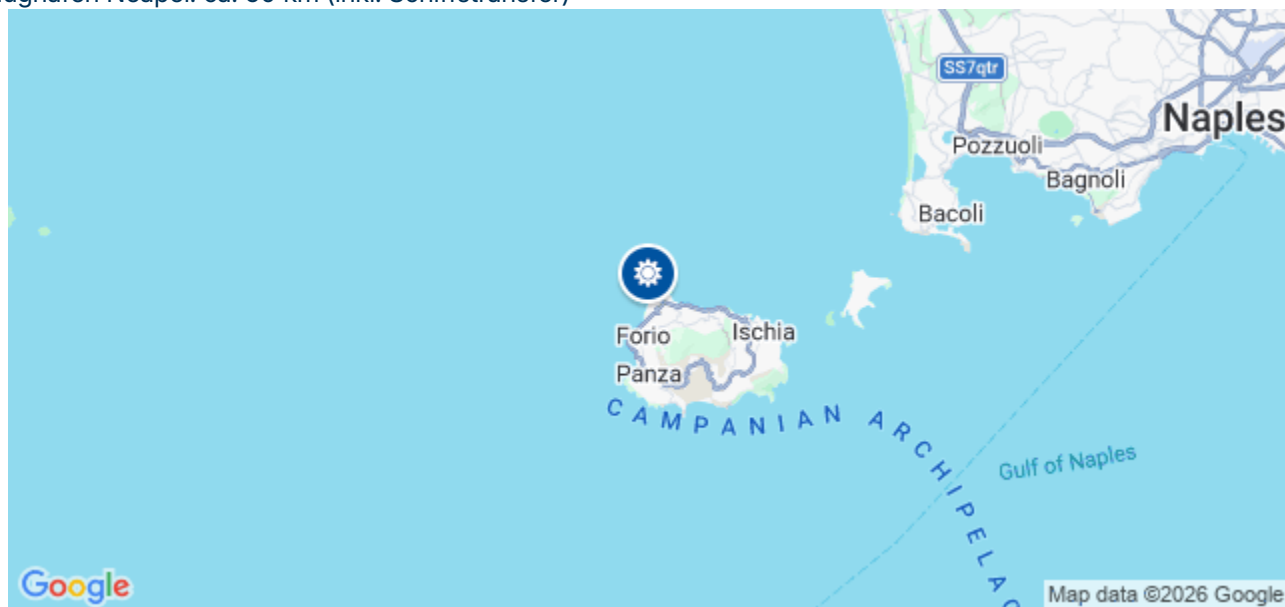 SS7qtr
Naples
Pozzuoli
Bagnoli
Bacoli
Forio
Ischia
Panza
CAMPANIAN ARCHIPELAG
Gulf of Naples
Google
Map data ©2026 Google